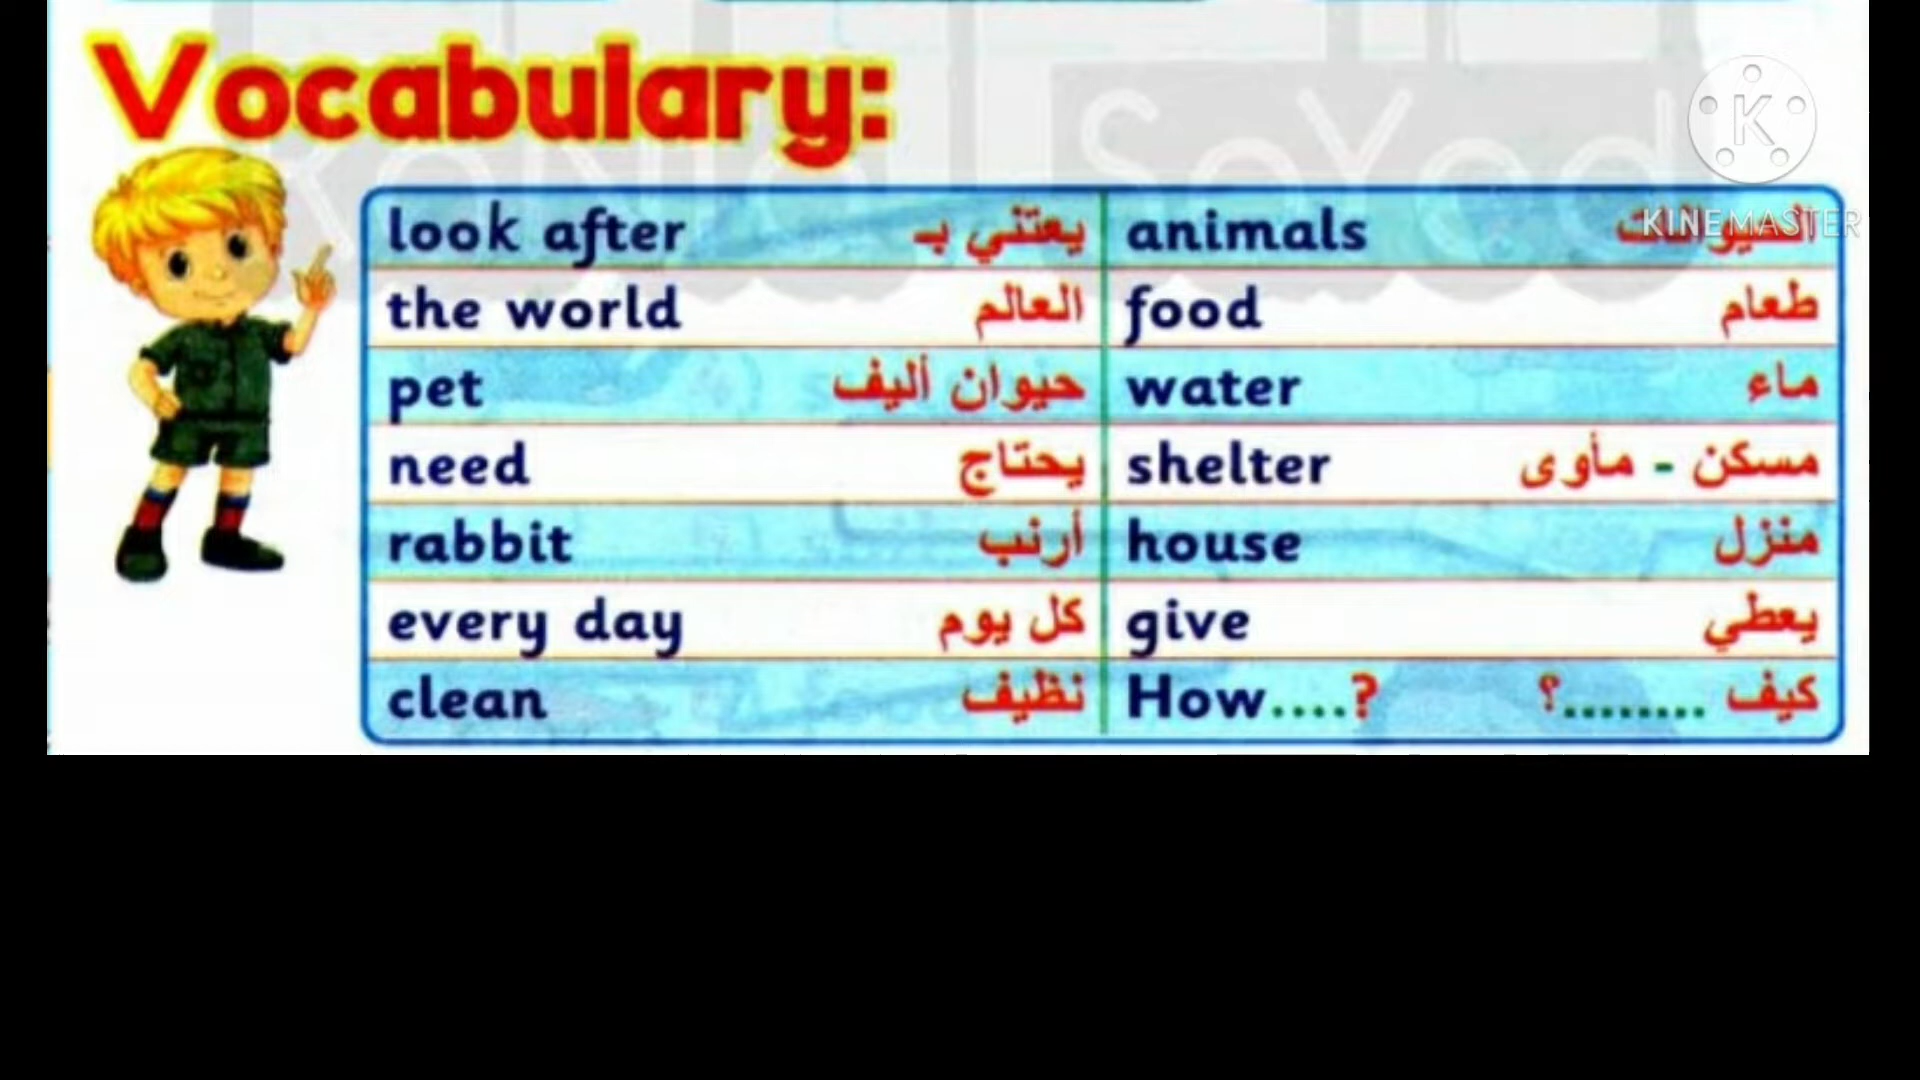 Vocabulary:
look after يعتني بـ animals الحيوانات
the world العالم food طعام
pet حيوان أليف water ماء
need يحتاج shelter مسكن - مأوى
rabbit أرنب house منزل
every day كل يوم give يعطي
clean نظيف How....? كيف ........؟
K
KINEMASTER
SaYed